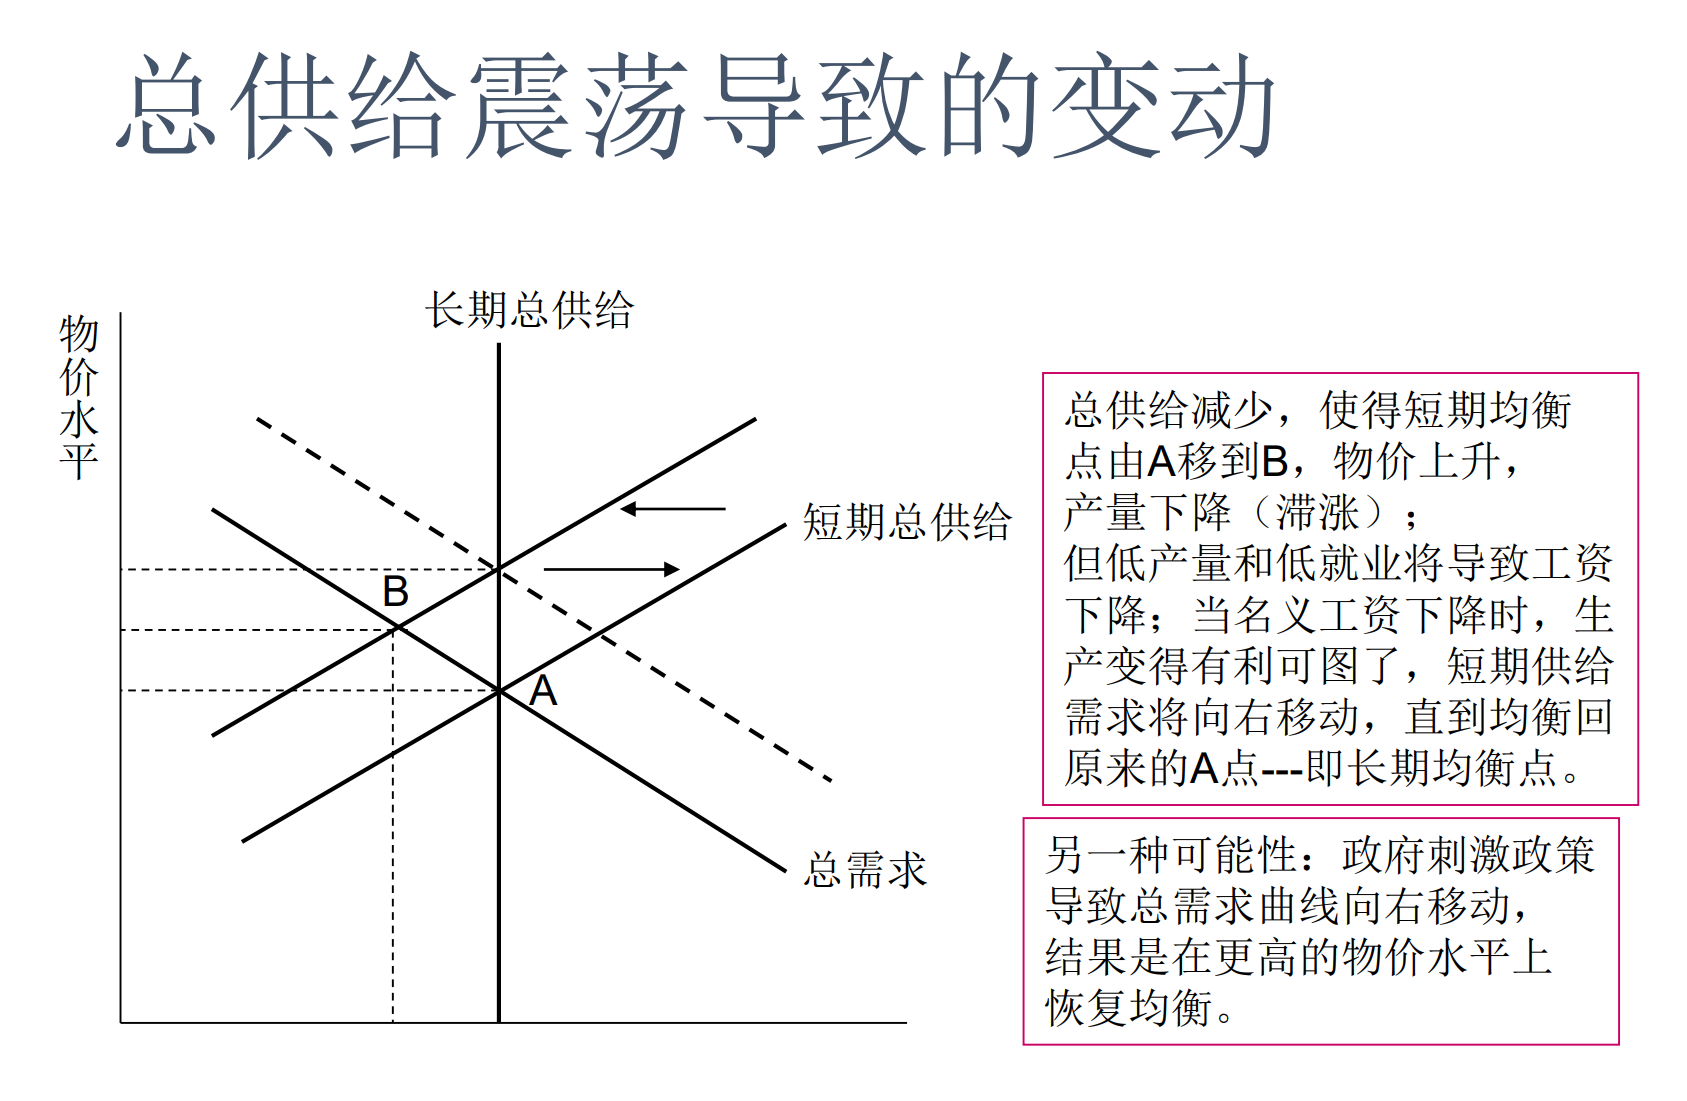 总供给震荡导致的变动
物价水平
长期总供给
短期总供给
B
A
总需求
总供给减少，使得短期均衡
点由A移到B，物价上升，
产量下降（滞涨）；
但低产量和低就业将导致工资
下降；当名义工资下降时，生
产变得有利可图了，短期供给
需求将向右移动，直到均衡回
原来的A点---即长期均衡点。
另一种可能性：政府刺激政策
导致总需求曲线向右移动，
结果是在更高的物价水平上
恢复均衡。